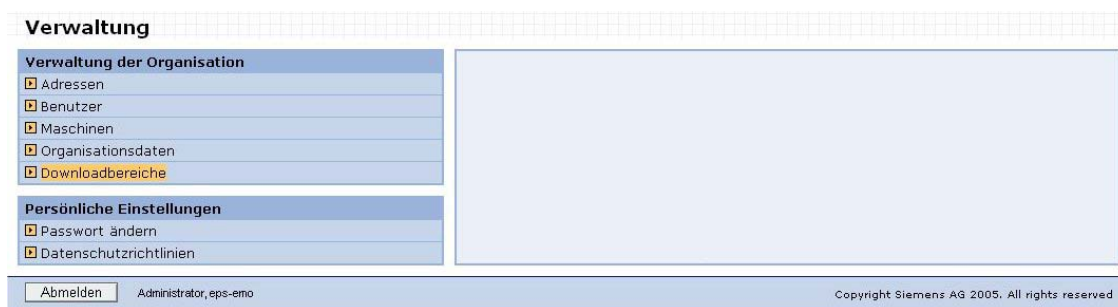 Verwaltung
Verwaltung der Organisation
Adressen
Benutzer
Maschinen
Organisationsdaten
Downloadbereiche
Persönliche Einstellungen
Passwort ändern
Datenschutzrichtlinien
Abmelden Administrator, eps-emo Copyright Siemens AG 2005. All rights reserved